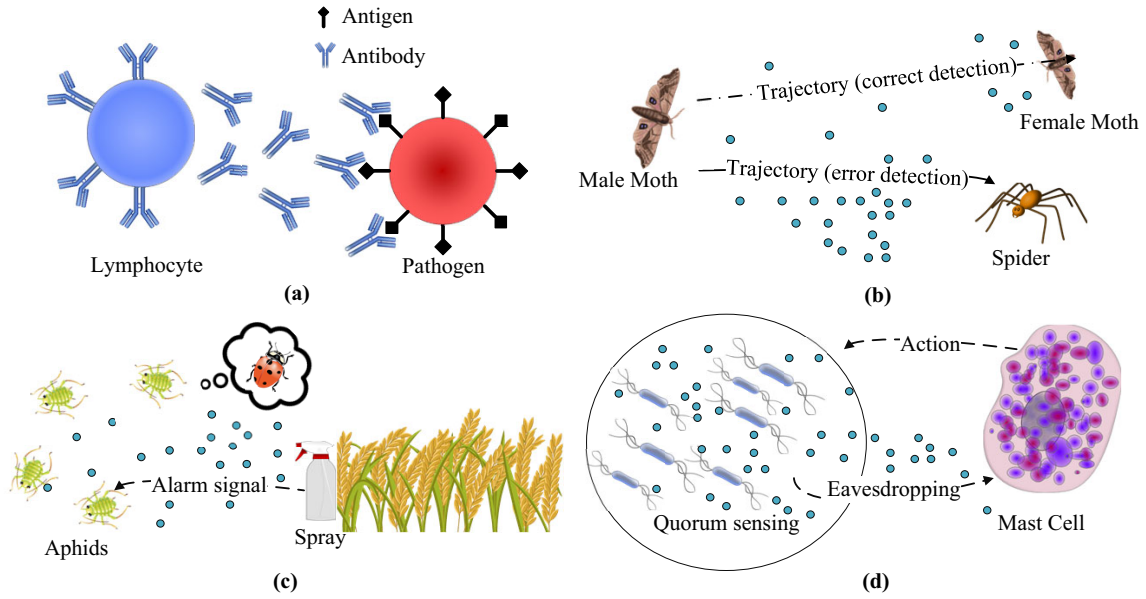 Antigen
Antibody
Lymphocyte
Pathogen
(a)
Trajectory (correct detection)
Female Moth
Male Moth
Trajectory (error detection)
Spider
(b)
Alarm signal
Aphids
Spray
(c)
Action
Eavesdropping
Quorum sensing
Mast Cell
(d)